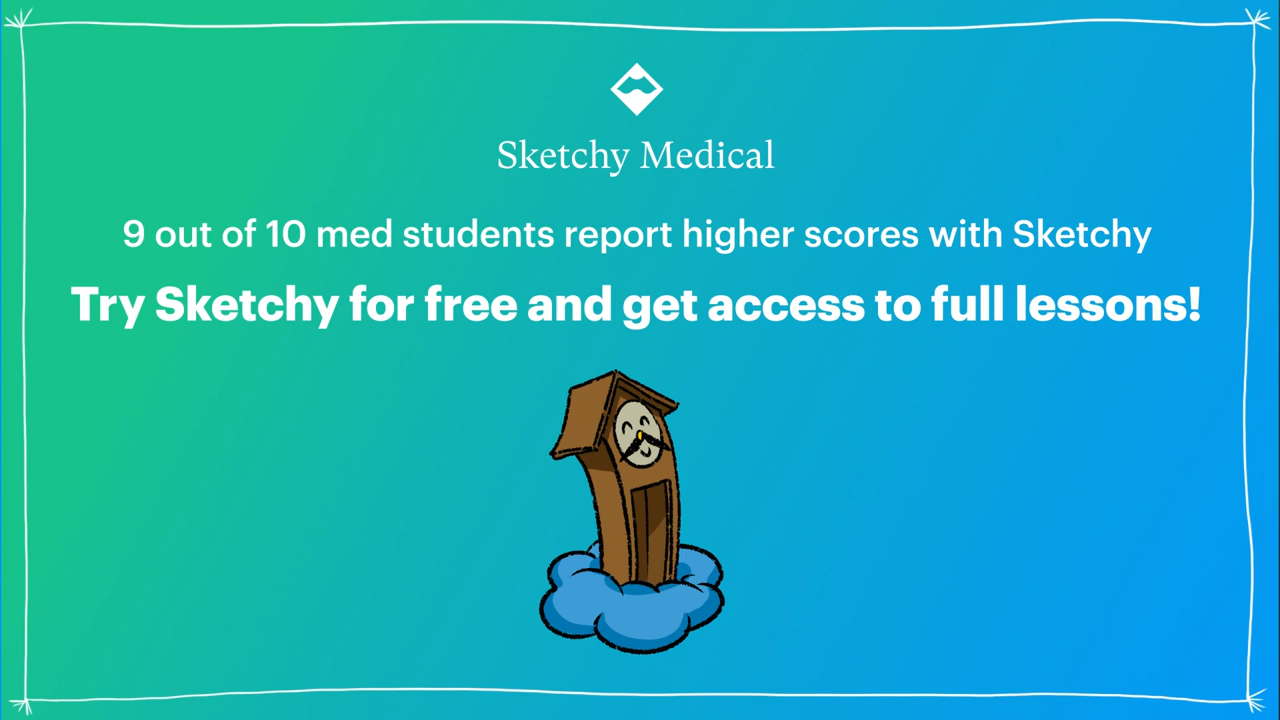 Sketchy Medical
9 out of 10 med students report higher scores with Sketchy
Try Sketchy for free and get access to full lessons!